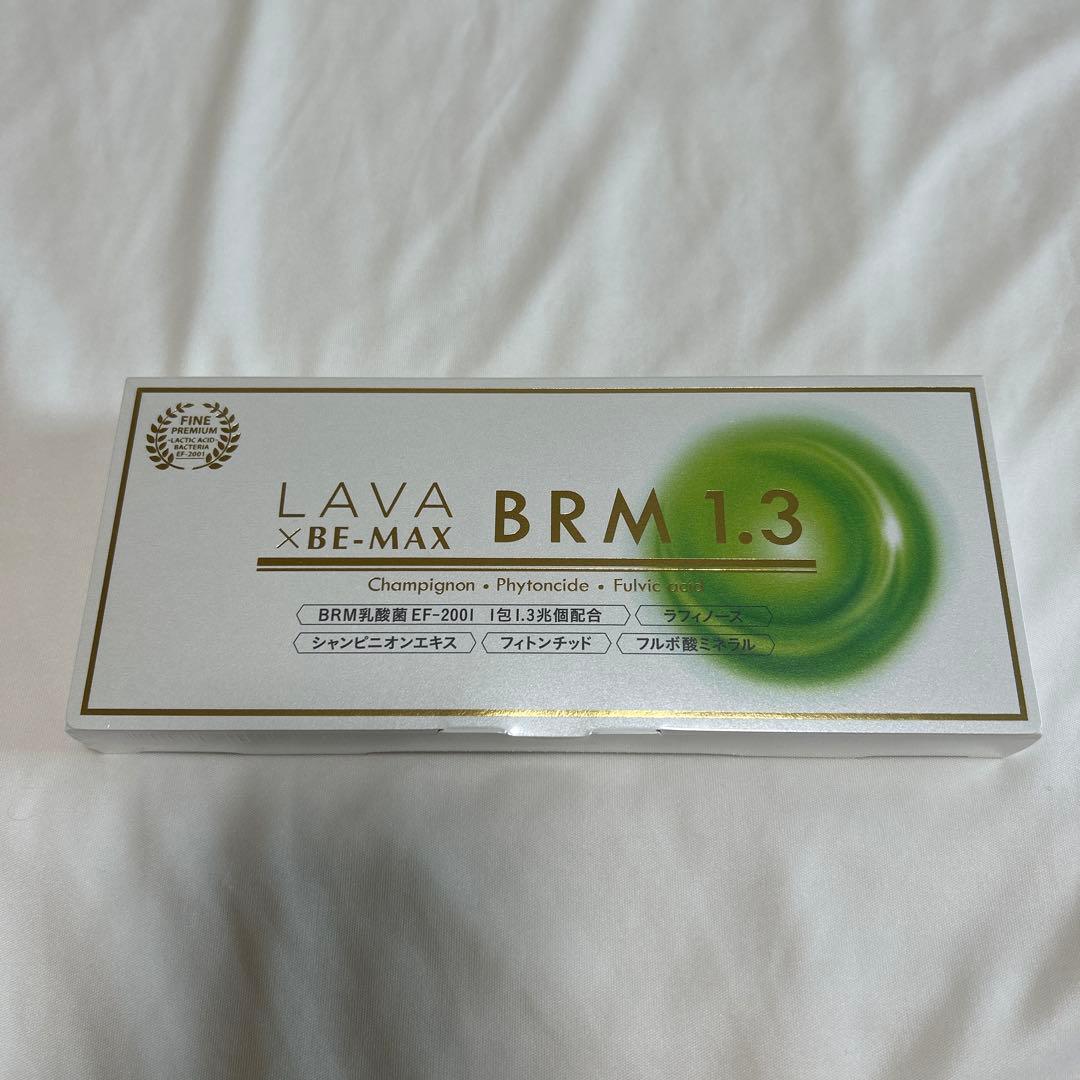 FINE
PREMIUM
-LACTIC ACID-
BACTERIA
EF-2001
LAVA
×BE-MAX
BRM 1.3
Champignon • Phytoncide • Fulvic acid
BRM乳酸菌EF-2001 1包1.3兆個配合 ラフィノース
シャンピニオンエキス フィトンチッド フルボ酸ミネラル